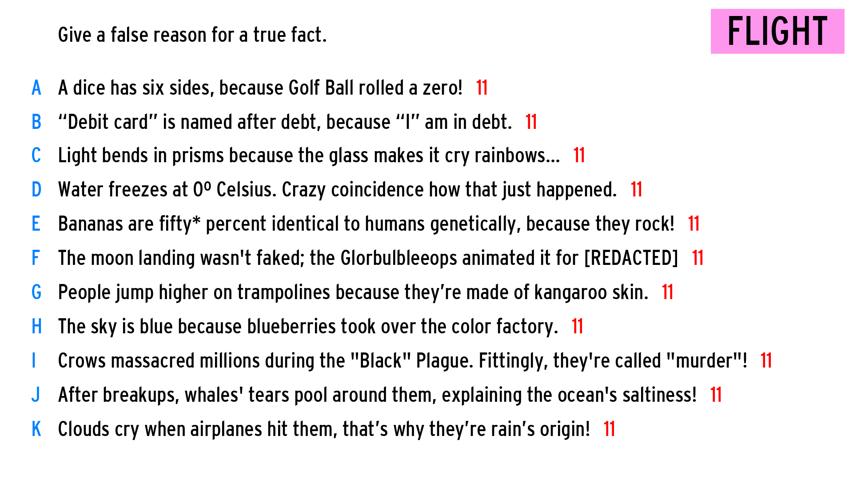 Give a false reason for a true fact.
FLIGHT
A A dice has six sides, because Golf Ball rolled a zero! 11
B “Debit card” is named after debt, because “I” am in debt. 11
C Light bends in prisms because the glass makes it cry rainbows... 11
D Water freezes at 0º Celsius. Crazy coincidence how that just happened. 11
E Bananas are fifty* percent identical to humans genetically, because they rock! 11
F The moon landing wasn't faked; the Glorbulbleeops animated it for [REDACTED] 11
G People jump higher on trampolines because they’re made of kangaroo skin. 11
H The sky is blue because blueberries took over the color factory. 11
I Crows massacred millions during the "Black" Plague. Fittingly, they're called "murder"! 11
J After breakups, whales' tears pool around them, explaining the ocean's saltiness! 11
K Clouds cry when airplanes hit them, that’s why they’re rain’s origin! 11